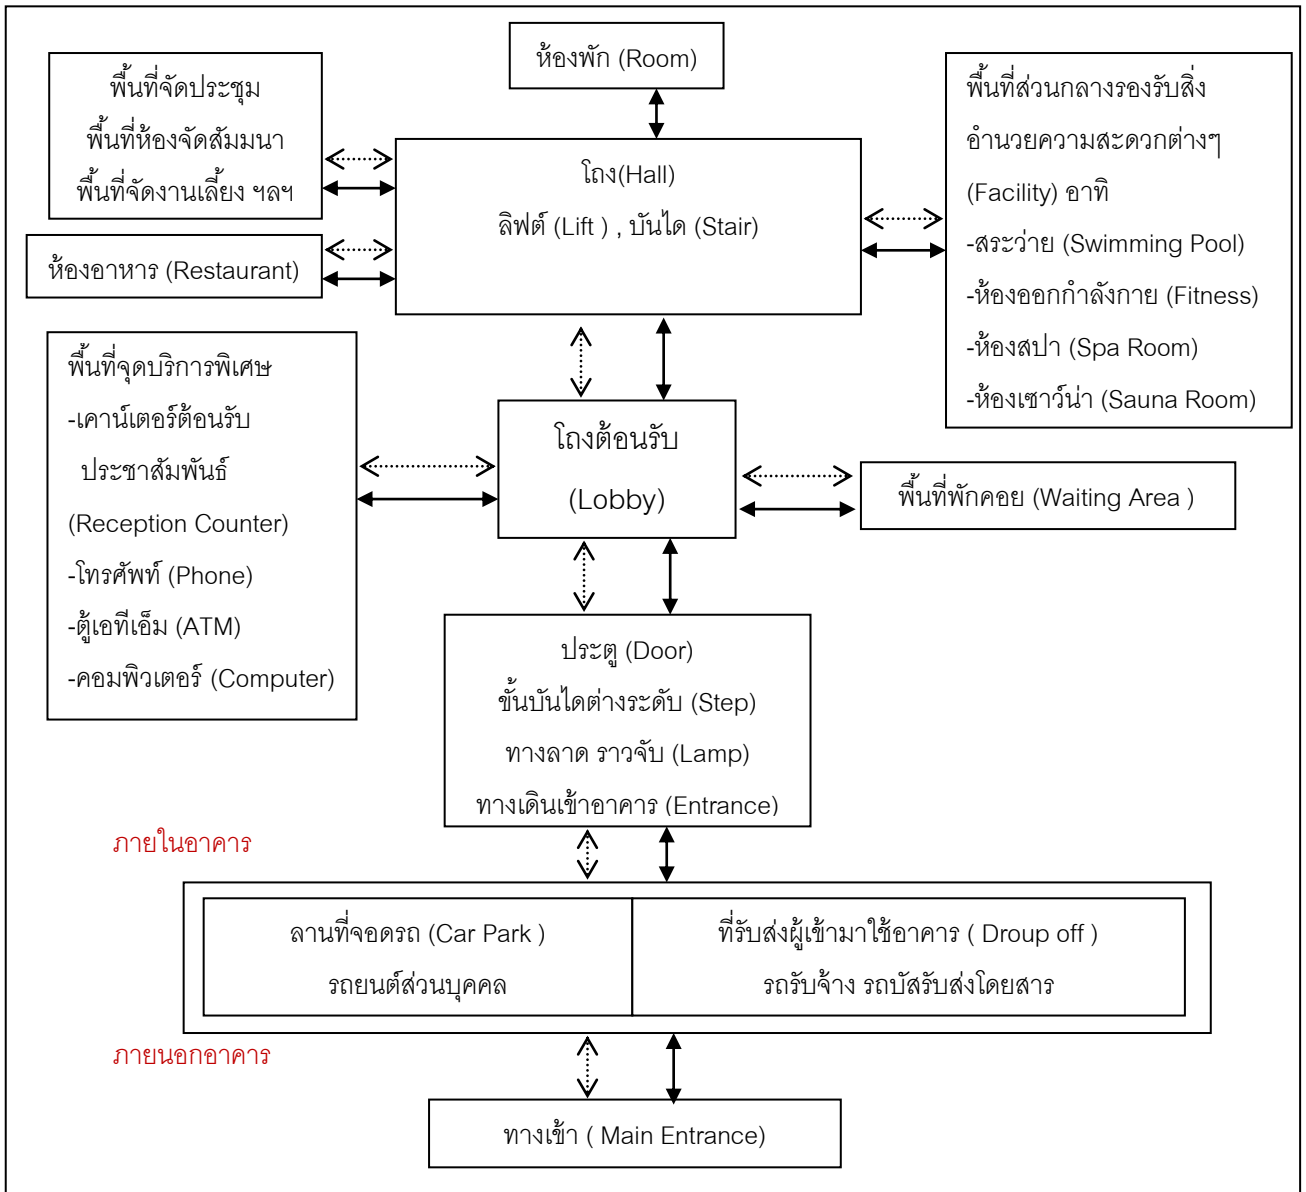 ห้องพัก (Room)
พื้นที่จัดประชุม
พื้นที่ห้องจัดสัมมนา
พื้นที่จัดงานเลี้ยง ฯลฯ
โถง(Hall)
ลิฟต์ (Lift ) , บันได (Stair)
พื้นที่ส่วนกลางรองรับสิ่ง
อำนวยความสะดวกต่างๆ
(Facility) อาทิ
-สระว่าย (Swimming Pool)
-ห้องออกกำลังกาย (Fitness)
-ห้องสปา (Spa Room)
-ห้องเซาว์น่า (Sauna Room)
ห้องอาหาร (Restaurant)
พื้นที่จุดบริการพิเศษ
-เคาน์เตอร์ต้อนรับ
ประชาสัมพันธ์
(Reception Counter)
-โทรศัพท์ (Phone)
-ตู้เอทีเอ็ม (ATM)
-คอมพิวเตอร์ (Computer)
โถงต้อนรับ
(Lobby)
พื้นที่พักคอย (Waiting Area )
ประตู (Door)
ขั้นบันไดต่างระดับ (Step)
ทางลาด ราวจับ (Lamp)
ทางเดินเข้าอาคาร (Entrance)
ภายในอาคาร
ลานที่จอดรถ (Car Park )
รถยนต์ส่วนบุคคล
ที่รับส่งผู้เข้ามาใช้อาคาร ( Droup off )
รถรับจ้าง รถบัสรับส่งโดยสาร
ภายนอกอาคาร
ทางเข้า ( Main Entrance)